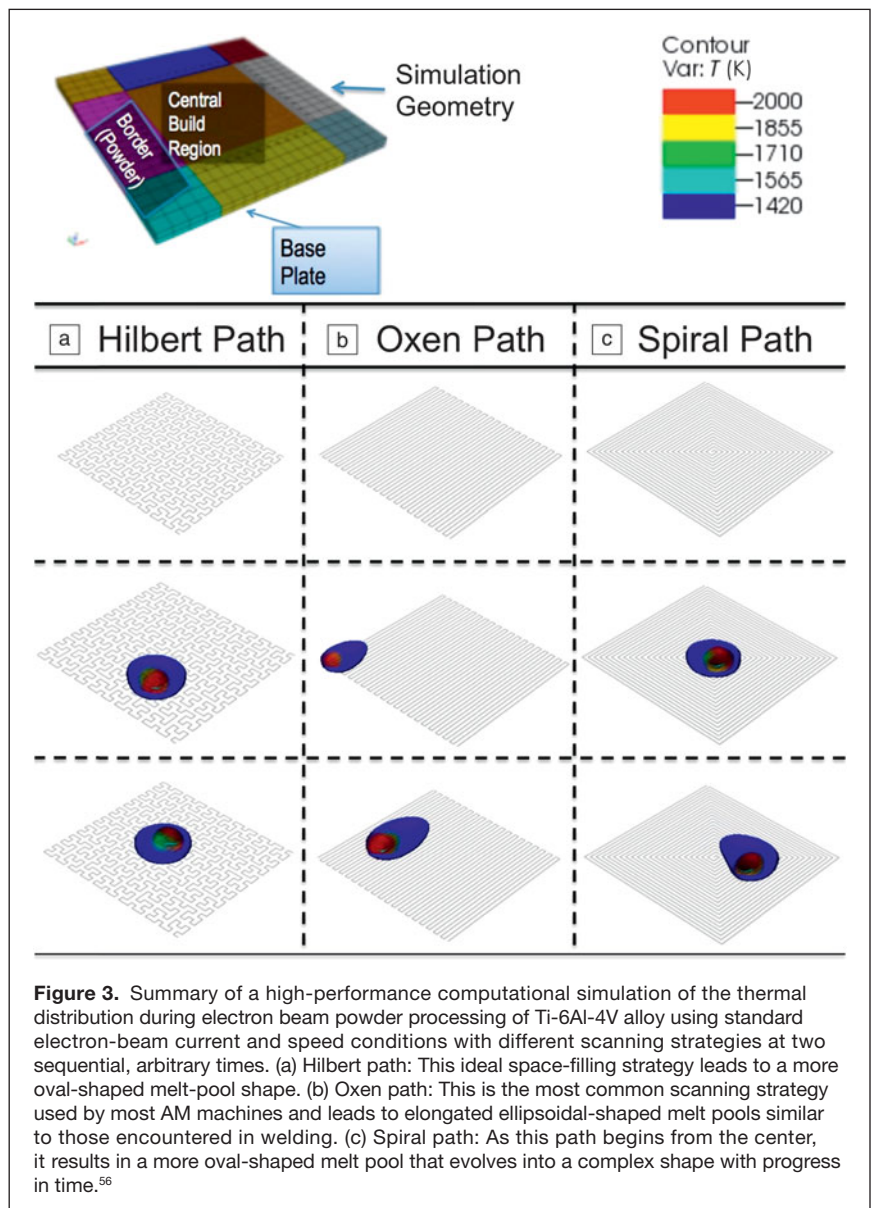 Simulation
Geometry
Central
Build
Region
Border
(Powder)
Base
Plate
Contour
Var: T (K)
2000
1855
1710
1565
1420
a Hilbert Path
b Oxen Path
c Spiral Path
Figure 3. Summary of a high-performance computational simulation of the thermal
distribution during electron beam powder processing of Ti-6Al-4V alloy using standard
electron-beam current and speed conditions with different scanning strategies at two
sequential, arbitrary times. (a) Hilbert path: This ideal space-filling strategy leads to a more
oval-shaped melt-pool shape. (b) Oxen path: This is the most common scanning strategy
used by most AM machines and leads to elongated ellipsoidal-shaped melt pools similar
to those encountered in welding. (c) Spiral path: As this path begins from the center,
it results in a more oval-shaped melt pool that evolves into a complex shape with progress
in time.56